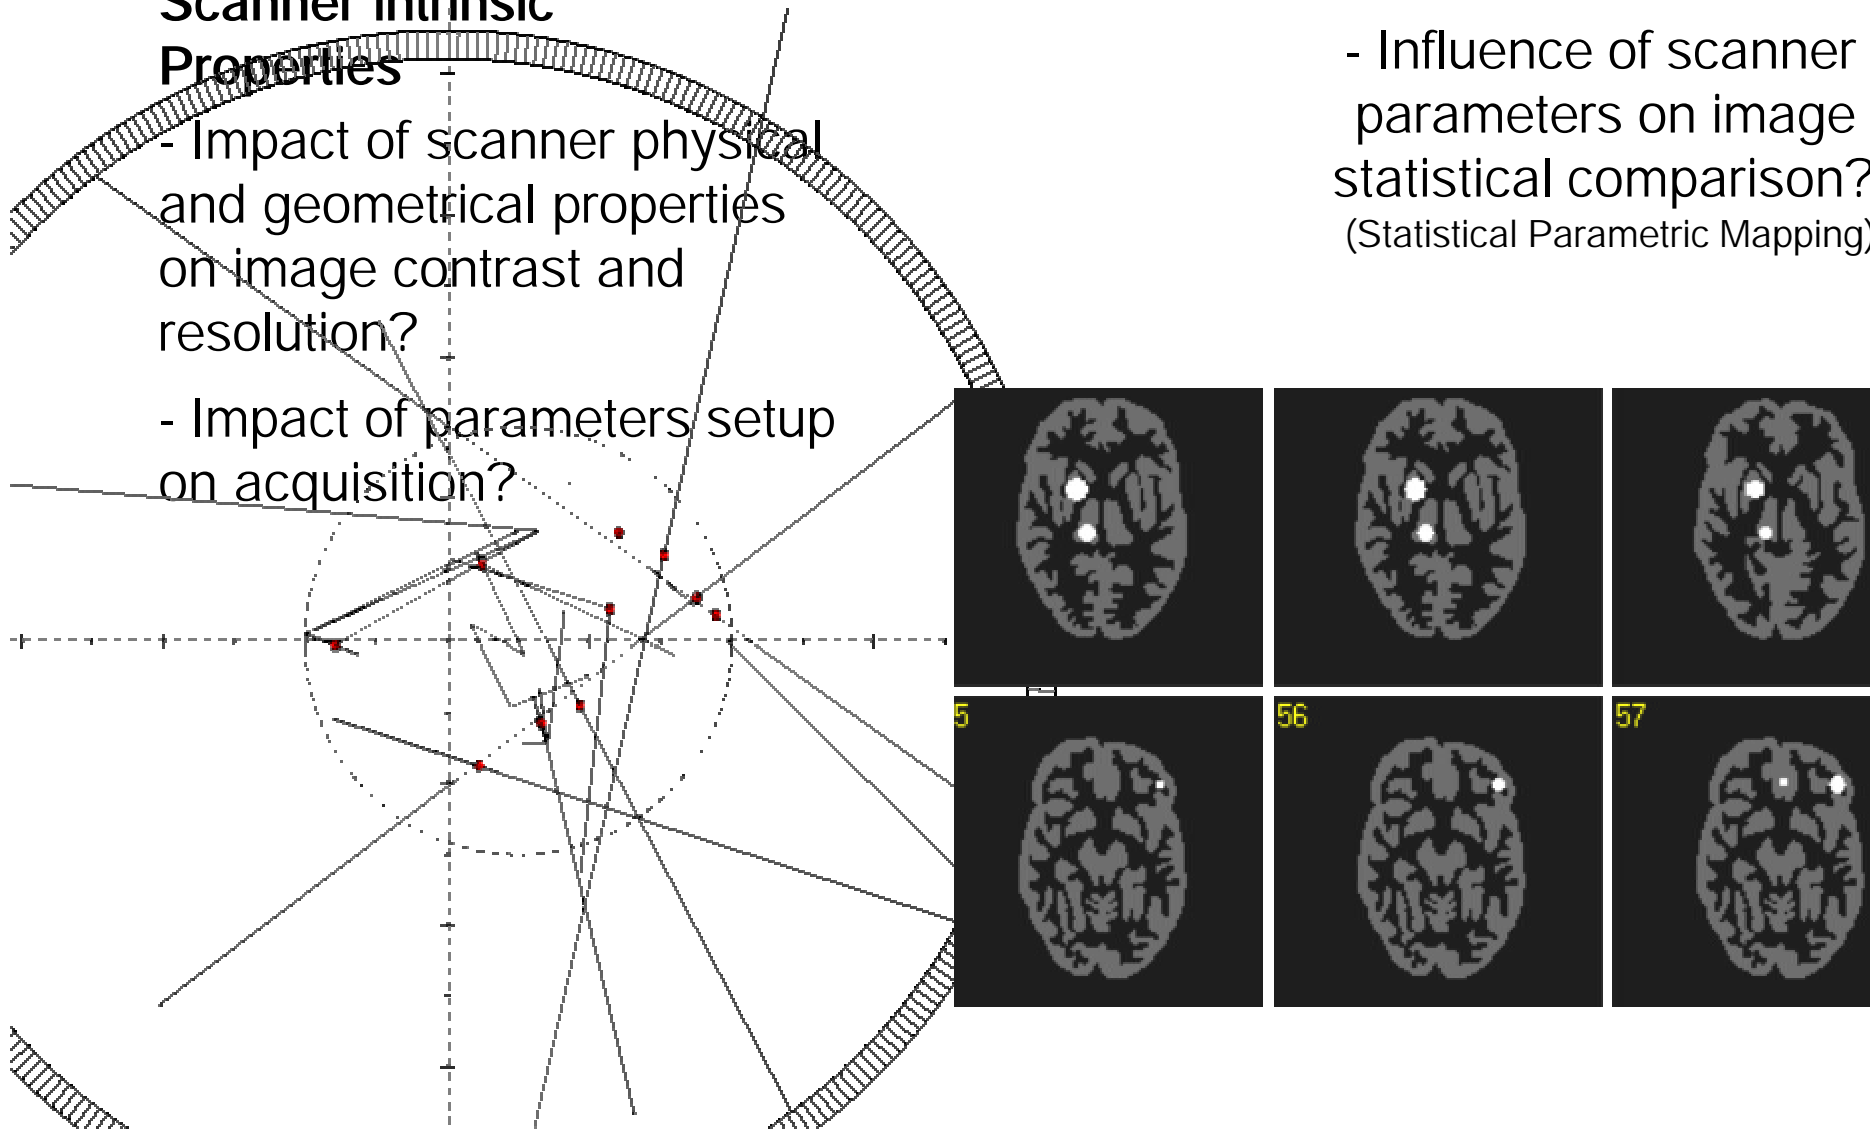 Scanner Intrinsic
Properties
- Impact of scanner physical
and geometrical properties
on image contrast and
resolution?
- Impact of parameters setup
on acquisition?
- Influence of scanner
parameters on image
statistical comparison?
(Statistical Parametric Mapping)
5
56
57